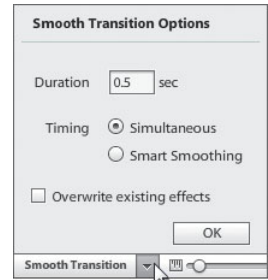 Smooth Transition Options
Duration 0.5 sec
Timing Simultaneous
Smart Smoothing
Overwrite existing effects
OK
Smooth Transition